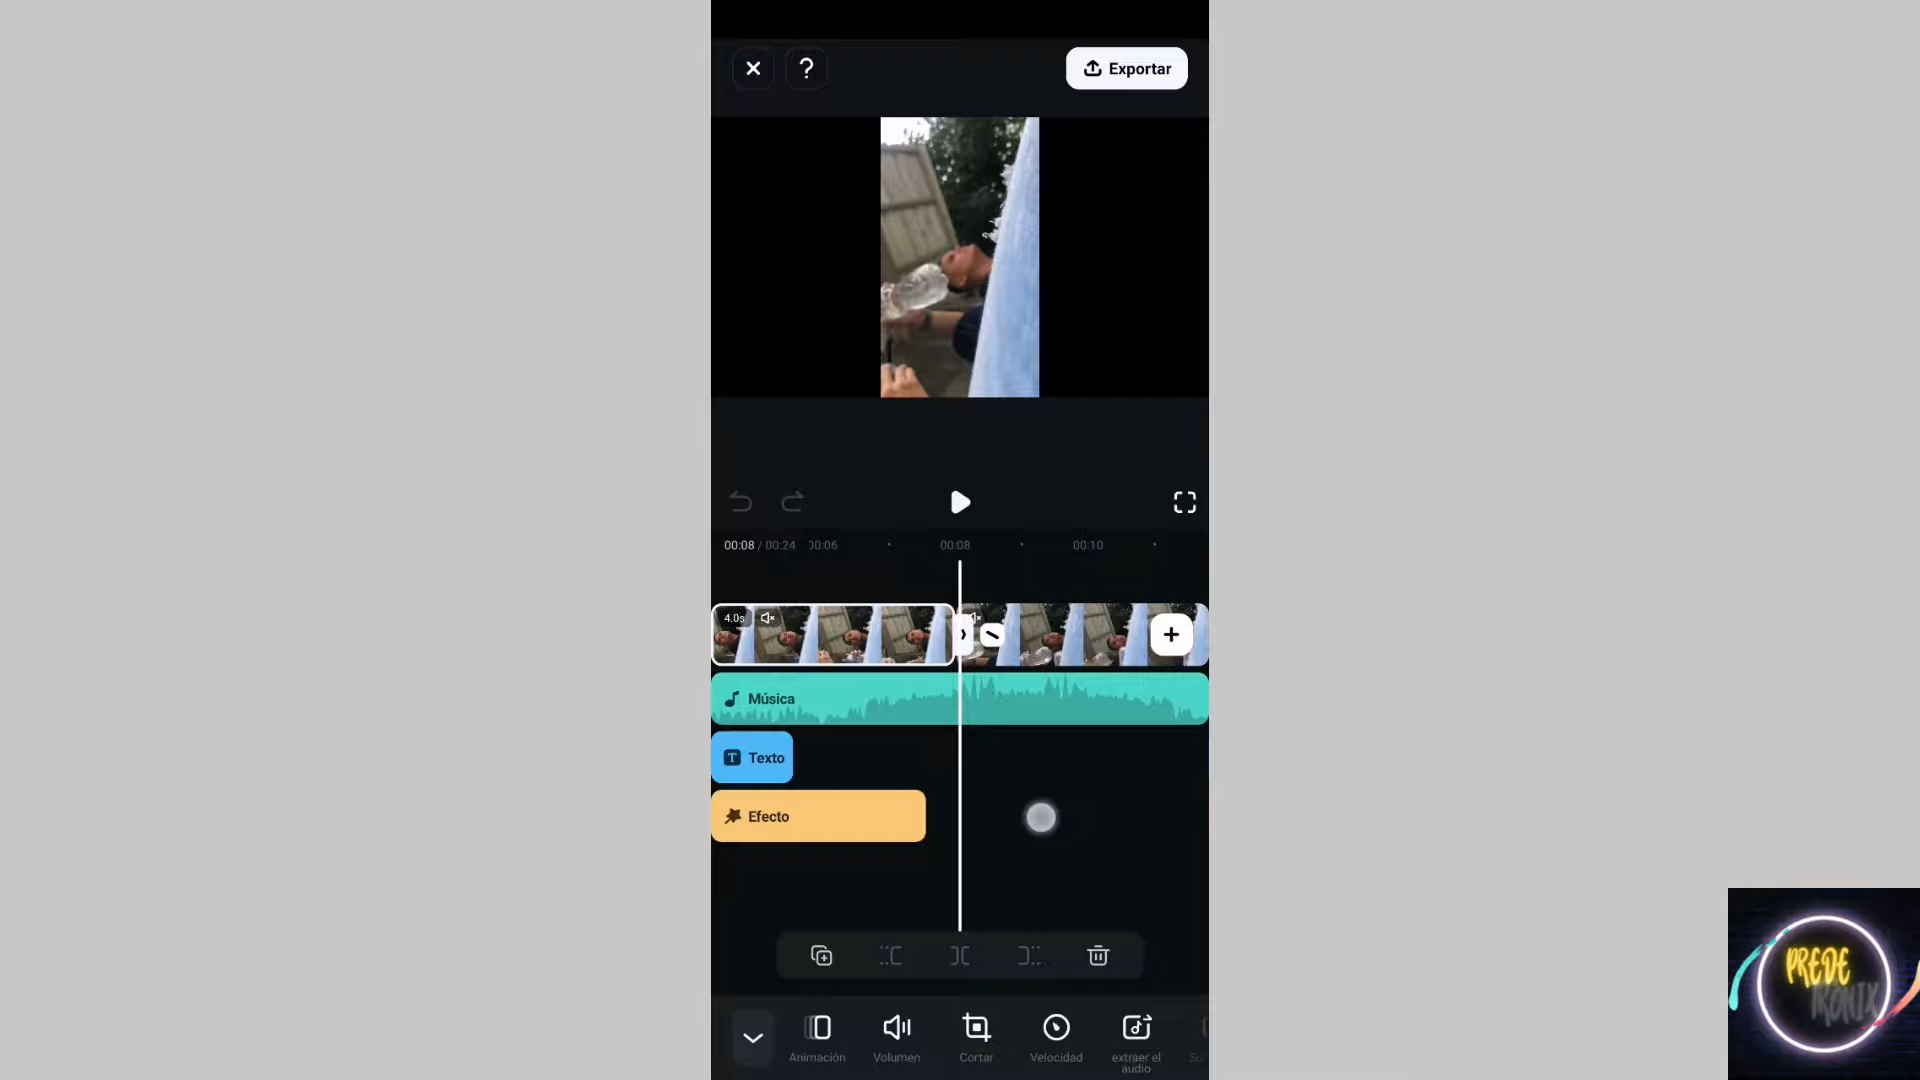 Exportar
00:08 / 00:24
00:06
00:08
00:10
4.0s
Música
Texto
Efecto
Animación
Volumen
Cortar
Velocidad
extraer el
audio
PREDE
TRONIX